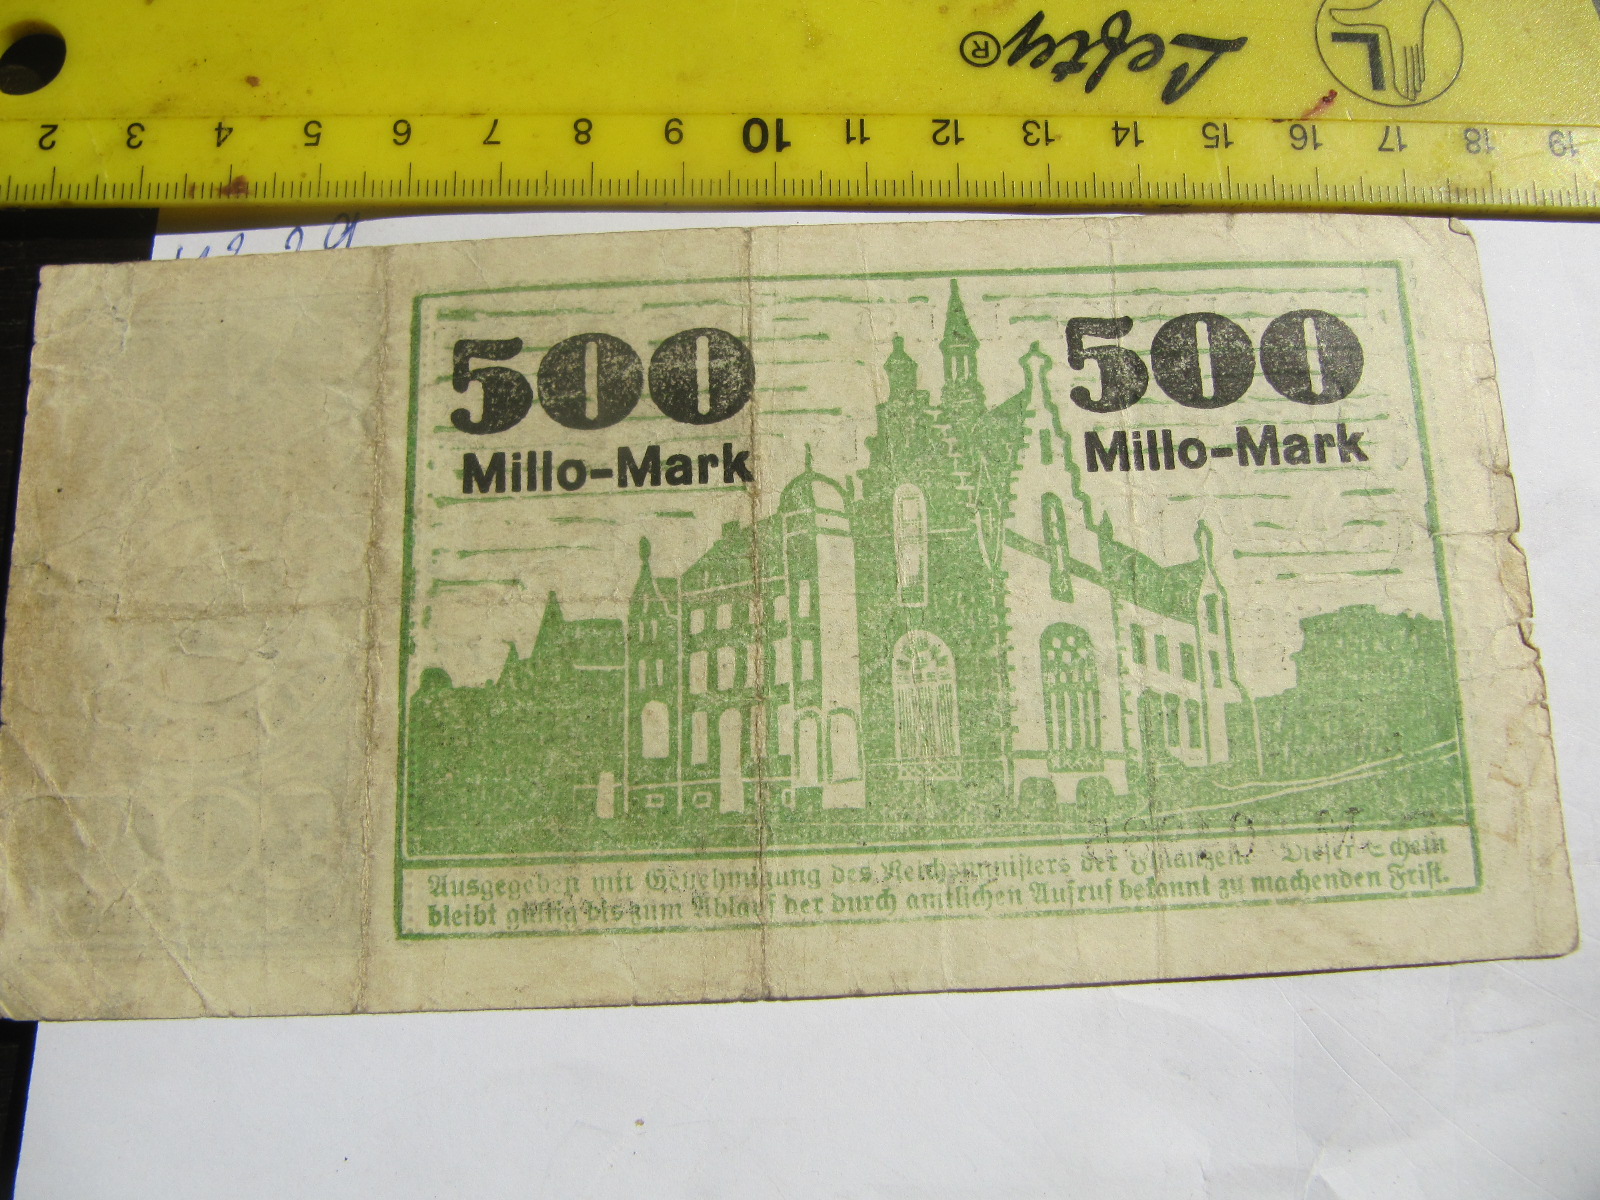 Lefty®
L
2 3 4 5 6 7 8 9 10 11 12 13 14 15 16 17 18 19
500 500
Millo-Mark Millo-Mark
Ausgegeben mit Genehmigung des Reichsministers der Finanzen. Dieser Schein
bleibt gültig bis zum Ablauf der durch amtlichen Aufruf bekannt zu machenden Frist.